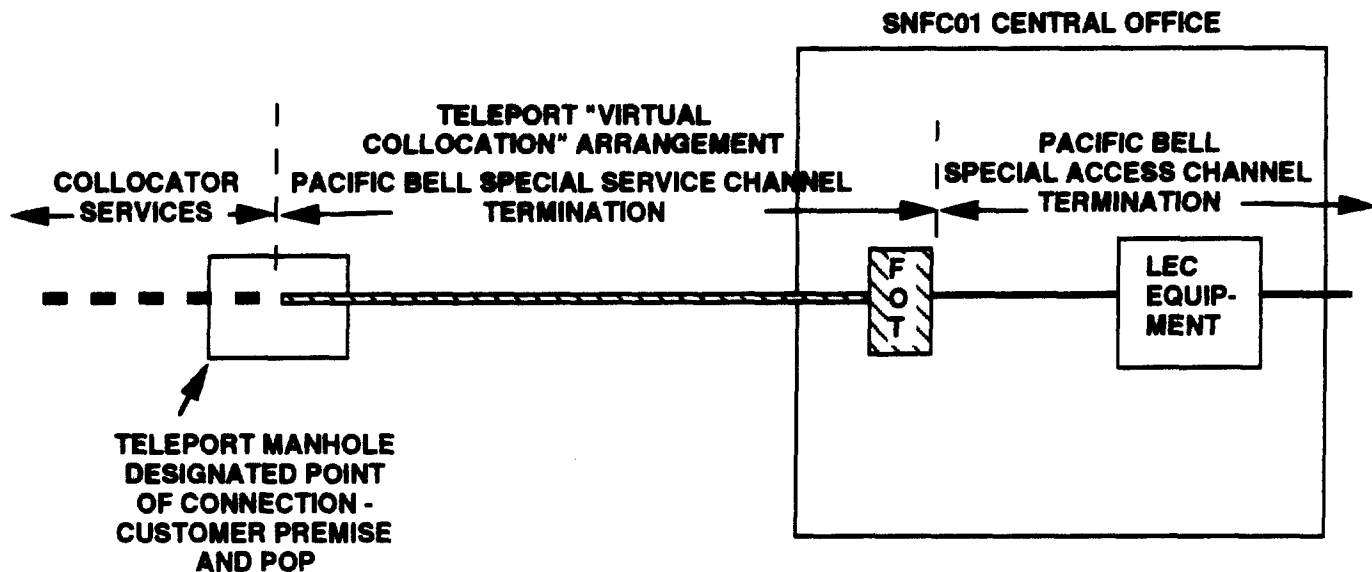 SNFC01 CENTRAL OFFICE
TELEPORT "VIRTUAL
COLLOCATION" ARRANGEMENT
COLLOCATOR
SERVICES
PACIFIC BELL SPECIAL SERVICE CHANNEL
TERMINATION
PACIFIC BELL
SPECIAL ACCESS CHANNEL
TERMINATION
F
O
T
LEC
EQUIP-
MENT
TELEPORT MANHOLE
DESIGNATED POINT
OF CONNECTION -
CUSTOMER PREMISE
AND POP